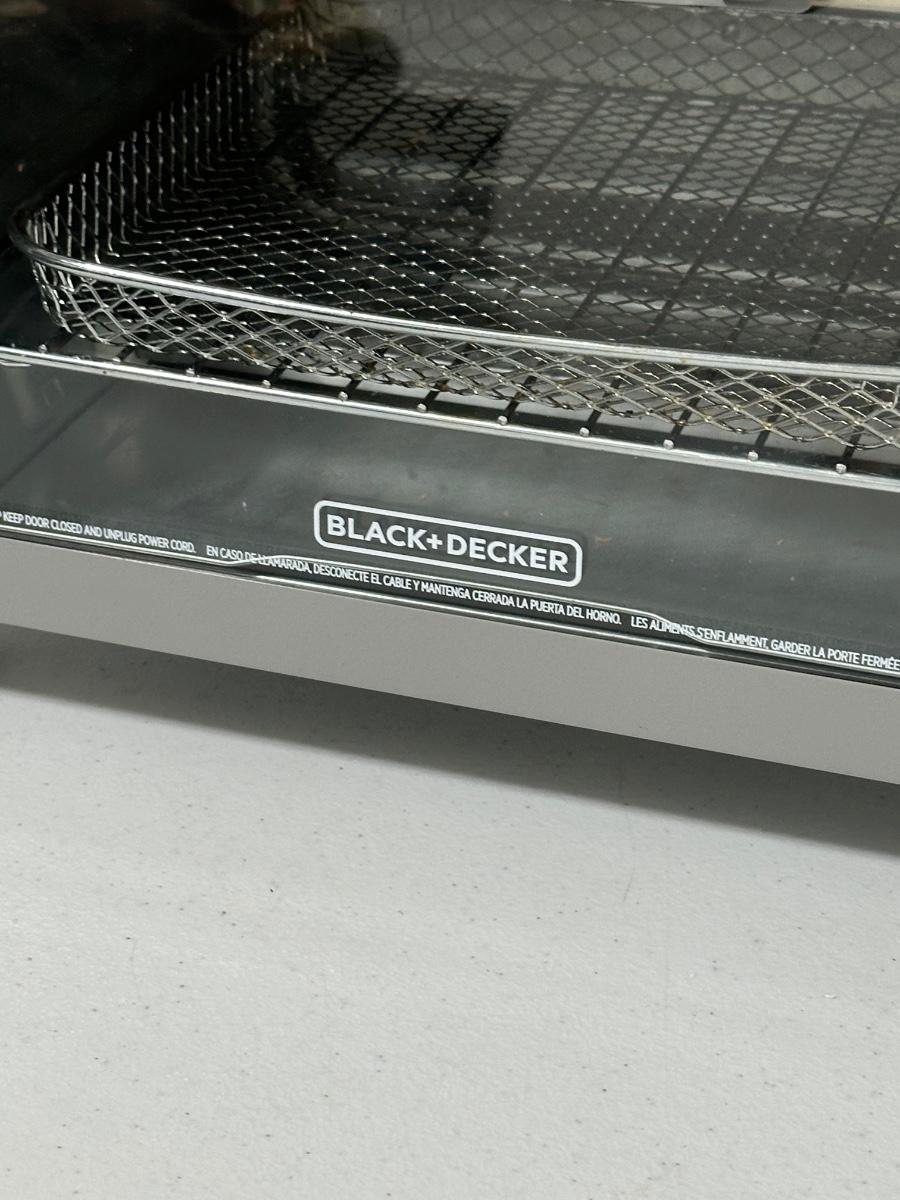 BLACK+DECKER
KEEP DOOR CLOSED AND UNPLUG POWER CORD. EN CASO DE LLAMARADA, DESCONECTE EL CABLE Y MANTENGA CERRADA LA PUERTA DEL HORNO. LES ALIMENTS S'ENFLAMMENT, GARDER LA PORTE FERMÉE